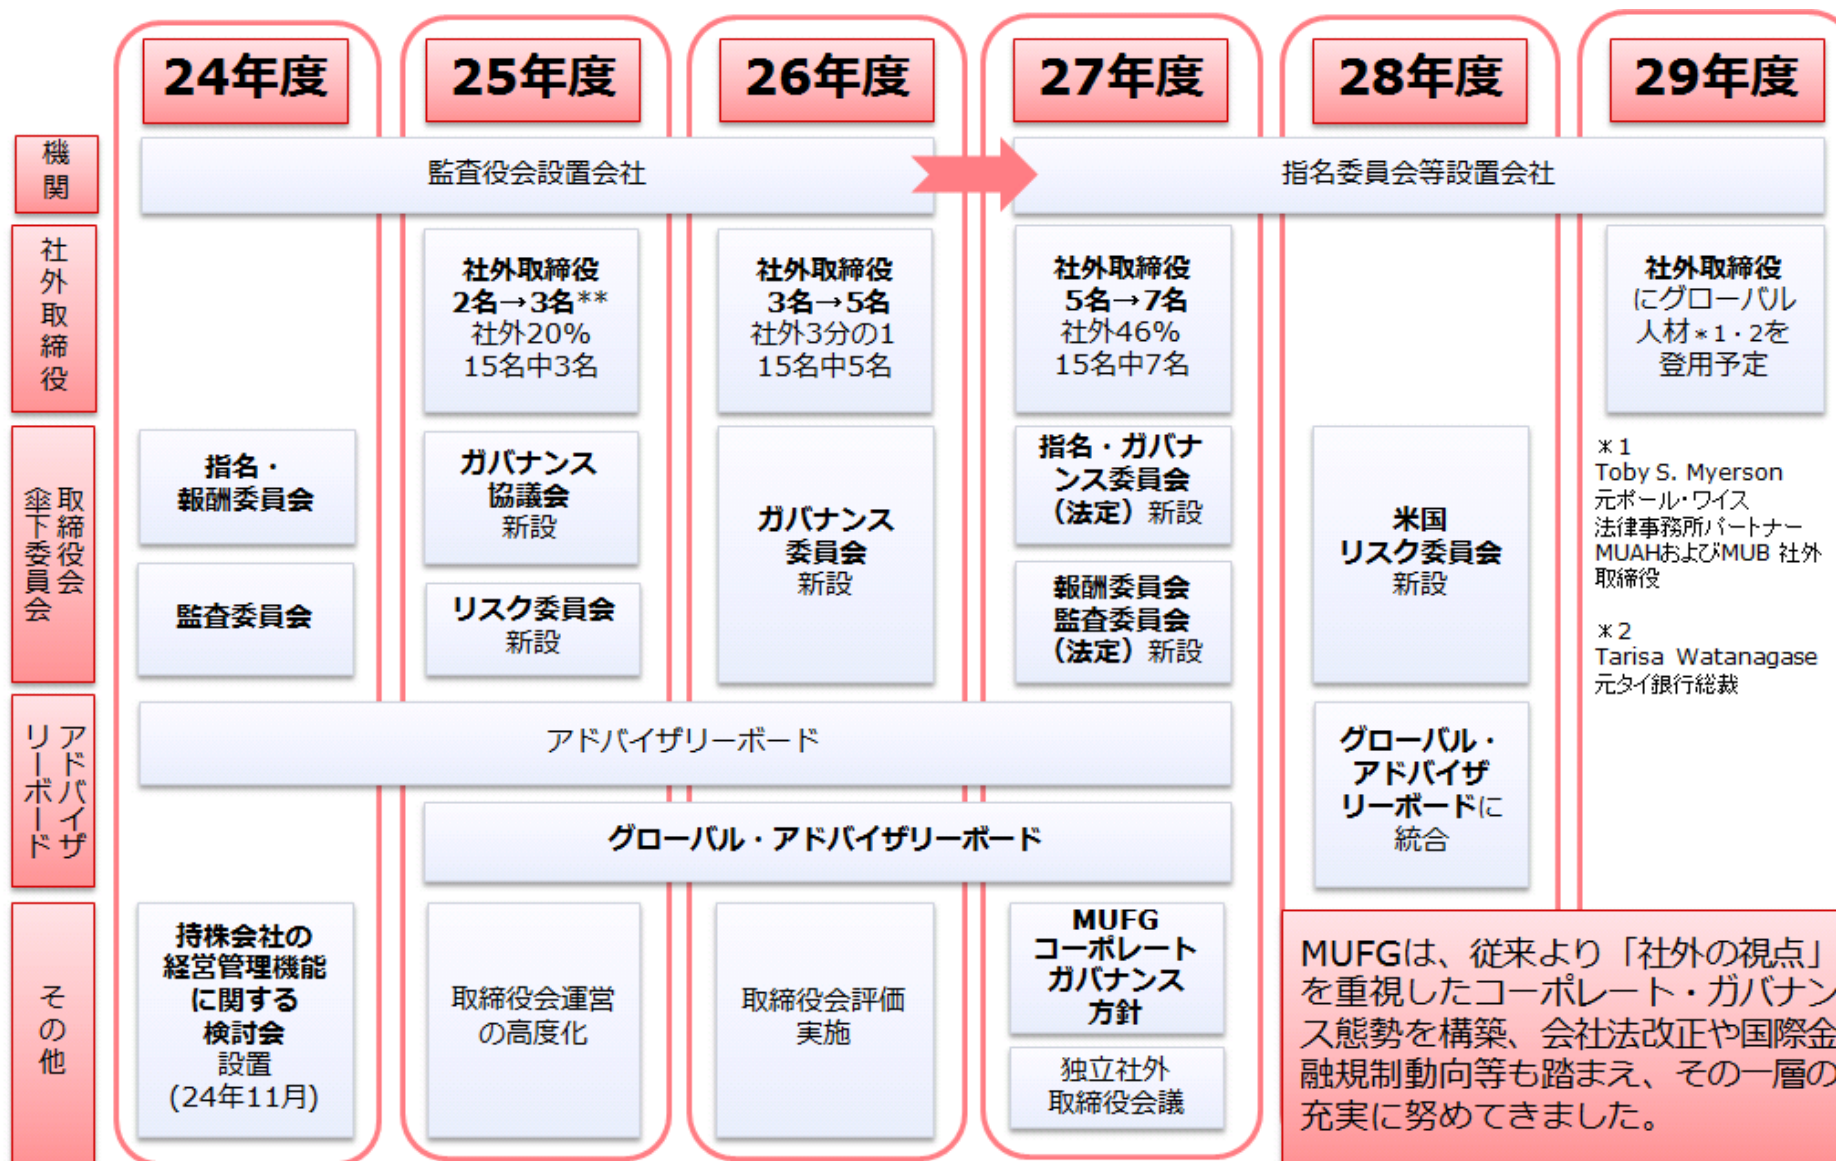 24年度
25年度
26年度
27年度
28年度
29年度
機
関
監査役会設置会社
指名委員会等設置会社
社外取締役
社外取締役
2名→3名**
社外20%
15名中3名
社外取締役
3名→5名
社外3分の1
15名中5名
社外取締役
5名→7名
社外46%
15名中7名
社外取締役
にグローバル
人材*1・2を
登用予定
取締役会
傘下委員会
指名・
報酬委員会
監査委員会
ガバナンス
協議会
新設
リスク委員会
新設
ガバナンス
委員会
新設
指名・ガバナ
ンス委員会
（法定）新設
報酬委員会
監査委員会
（法定）新設
米国
リスク委員会
新設
*1
Toby S. Myerson
元ポール・ワイス
法律事務所パートナー
MUAHおよびMUB 社外
取締役
*2
Tarisa Watanagase
元タイ銀行総裁
アドバイザ
リーボード
アドバイザリーボード
グローバル・アドバイザリーボード
グローバル・
アドバイザ
リーボードに
統合
その他
持株会社の
経営管理機能
に関する
検討会
設置
(24年11月)
取締役会運営
の高度化
取締役会評価
実施
MUFG
コーポレート
ガバナンス
方針
独立社外
取締役会議
MUFGは、従来より「社外の視点」
を重視したコーポレート・ガバナン
ス態勢を構築、会社法改正や国際金
融規制動向等も踏まえ、その一層の
充実に努めてきました。